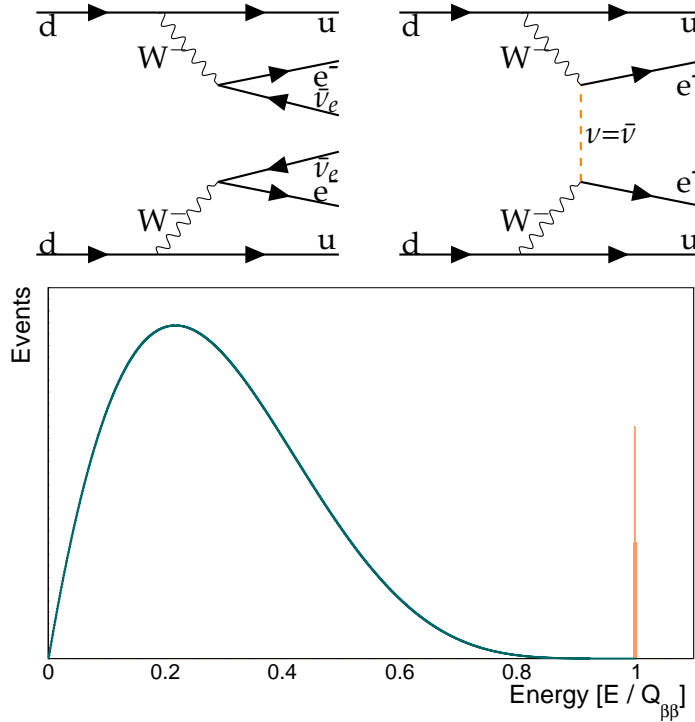 d u d u
W⁻ e⁻ W⁻ e⁻
ν̄e
ν=ν̄
ν̄e
W⁻ e⁻ W⁻ e⁻
d u d u
Events
0 0.2 0.4 0.6 0.8 1
Energy [E / Qββ]